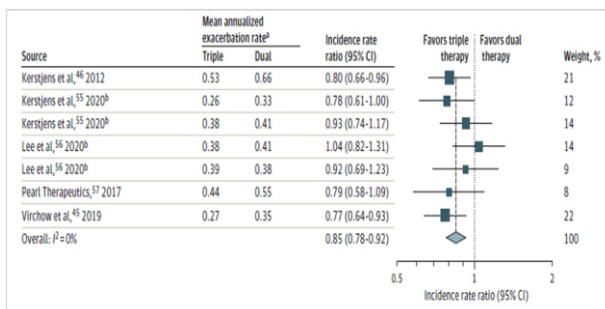 Mean annualized
exacerbation rateᵃ
Incidence rate
ratio (95% CI)
Favors triple
therapy
Favors dual
therapy
Source Triple Dual Weight, %
Kerstjens et al,⁴⁶ 2012 0.53 0.66 0.80 (0.66-0.96) 21
Kerstjens et al,⁵⁵ 2020ᵇ 0.26 0.33 0.78 (0.61-1.00) 12
Kerstjens et al,⁵⁵ 2020ᵇ 0.38 0.41 0.93 (0.74-1.17) 14
Lee et al,⁵⁶ 2020ᵇ 0.38 0.41 1.04 (0.82-1.31) 14
Lee et al,⁵⁶ 2020ᵇ 0.39 0.38 0.92 (0.69-1.23) 9
Pearl Therapeutics,⁵⁷ 2017 0.44 0.55 0.79 (0.58-1.09) 8
Virchow et al,⁴⁵ 2019 0.27 0.35 0.77 (0.64-0.93) 22
Overall: I² = 0% 0.85 (0.78-0.92) 100
0.5 1 2
Incidence rate ratio (95% CI)